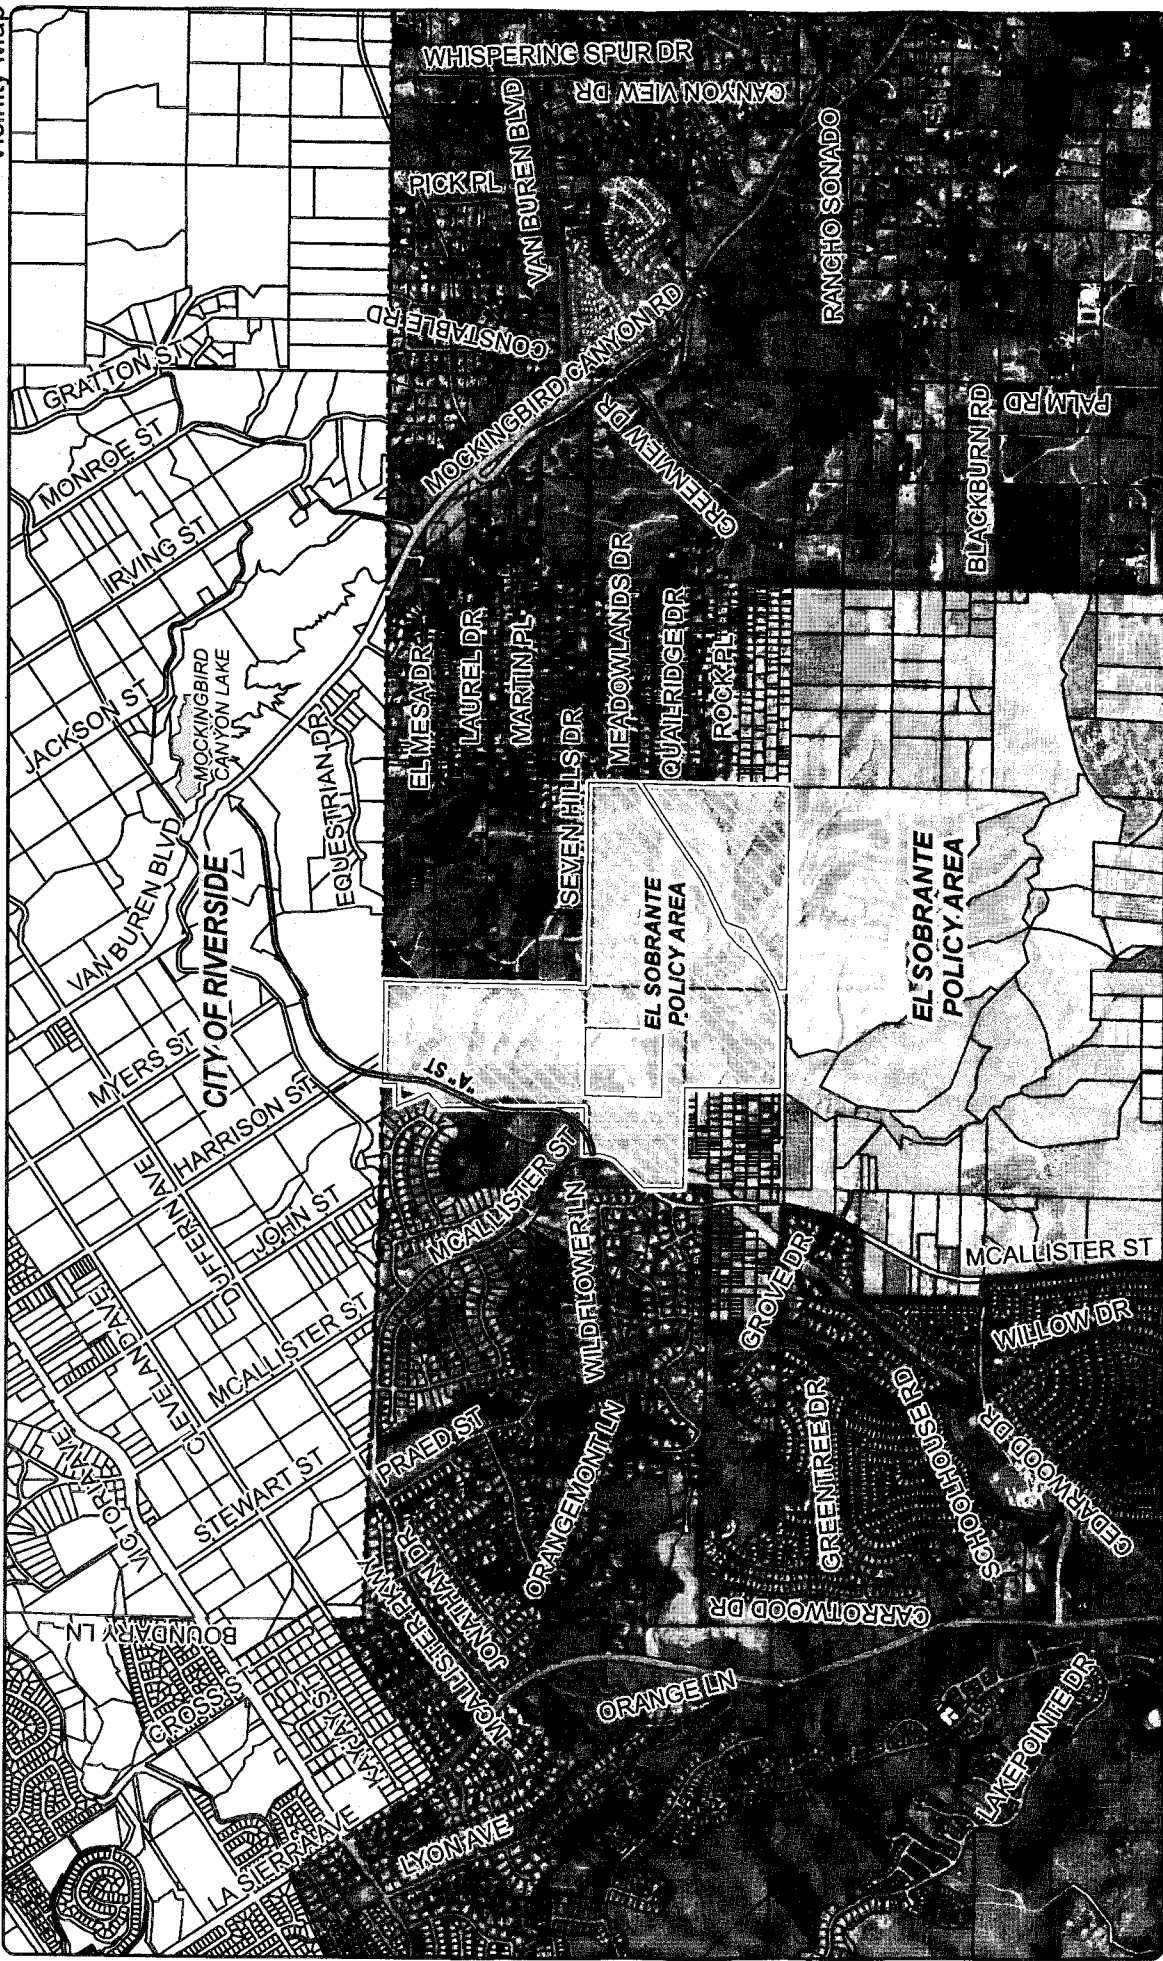 Vicinity Map
WHISPERING SPUR DR
CANYON VIEW DR
VAN BUREN BLVD
PICK PL
RANCHO SONADO
CONSTABLE RD
MOCKINGBIRD CANYON RD
GRATTON ST
MONROE ST
IRVING ST
GREENVIEW DR
BLACKBURN RD
PALM RD
JACKSON ST
MOCKINGBIRD
CANYON LAKE
EL MESA DR
LAUREL DR
MARTIN PL
MEADOWLANDS DR
QUAILRIDGE DR
ROCK PL
EQUESTRIAN DR
SEVEN HILLS DR
VAN BUREN BLVD
CITY OF RIVERSIDE
EL SOBRANTE
POLICY AREA
EL SOBRANTE
POLICY AREA
MYERS ST
HARRISON ST
"A" ST
DUFFERIN AVE
JOHN ST
MCALLISTER ST
WILDFLOWER LN
GROVE DR
MCALLISTER ST
WILLOW DR
CLEVELAND AVE
MCALLISTER ST
VICTORIA AVE
STEWART ST
PRAED ST
ORANGEMONT LN
GREENTREE DR
SCHOOLHOUSE RD
CEDARWOOD DR
BOUNDARY LN
CROSS ST
KAYHAY ST
MCALLISTER PKWY
JONATHAN DR
CARROTWOOD DR
ORANGE LN
LAKEPOINTE DR
LA SIERRA AVE
LYON AVE